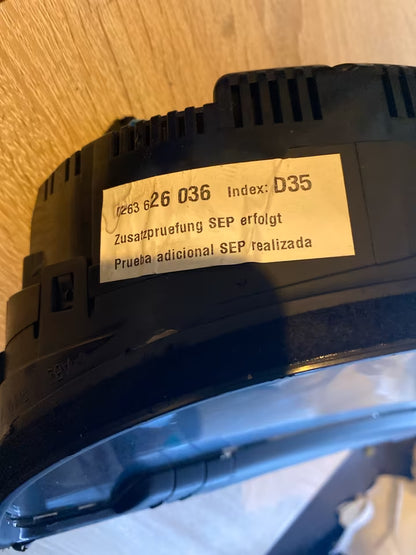 0263 626 036 Index: D35
Zusatzpruefung SEP erfolgt
Prueba adicional SEP realizada